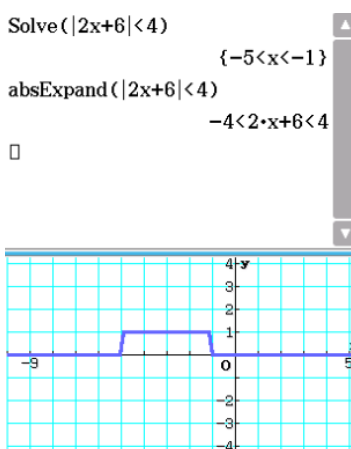 Solve(|2x+6|<4)
{−5<x<−1}
absExpand(|2x+6|<4)
−4<2·x+6<4
4 y
3
2
1
−9 O 5
−2
−3
−4